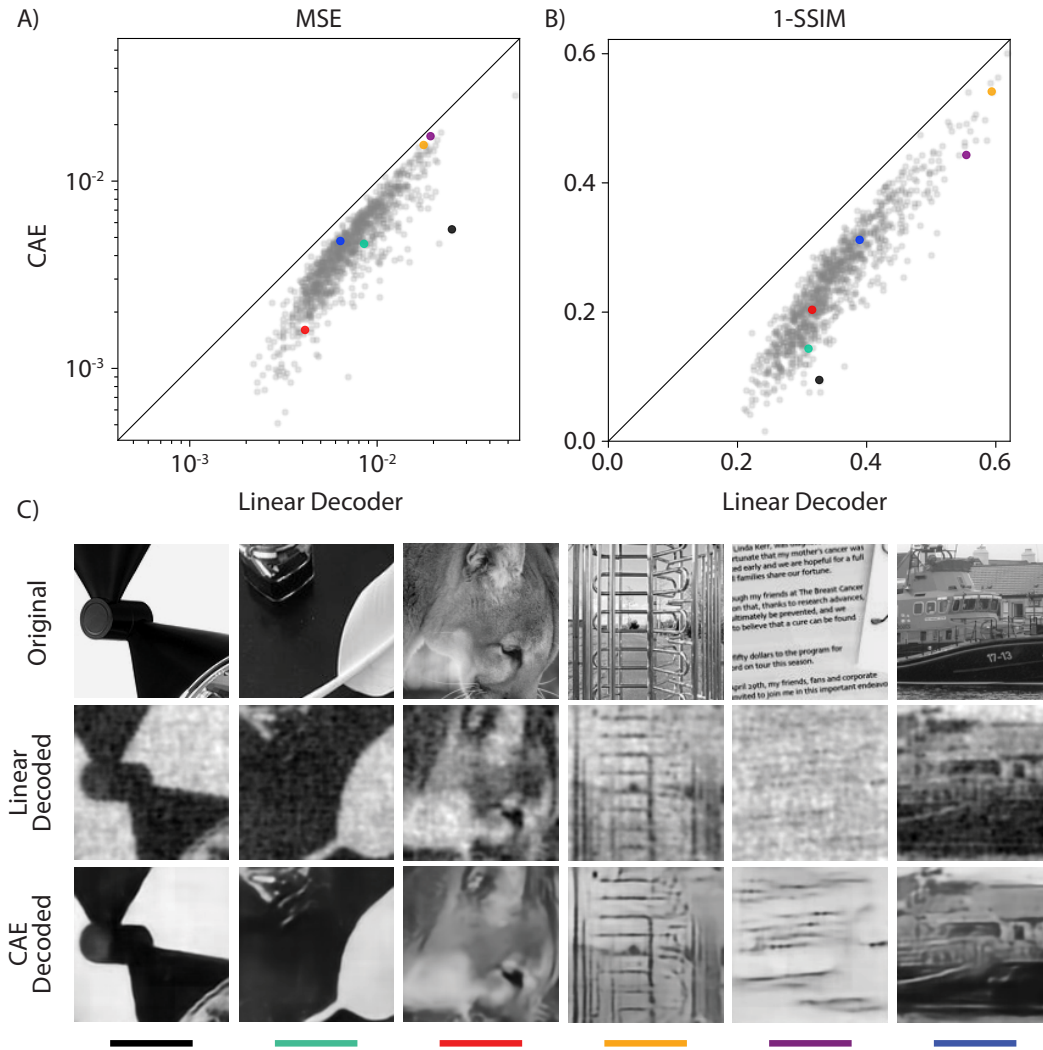 A)
MSE
B)
1-SSIM
CAE
10-2
10-3
10-3
10-2
Linear Decoder
0.6
0.4
0.2
0.0
0.0
0.2
0.4
0.6
Linear Decoder
C)
Original
Linda Kerr, was
rtunate that my mother's cancer was
ed early and we are hopeful for a full
families share our fortune.
ough my friends at The Breast Cancer
on that, thanks to research advances,
ultimately be prevented, and we
to believe that a cure can be found
fifty dollars to the program for
ord on tour this season.
april 29th, my friends, fans and corporate
nvited to join me in this important endeavo
17-13
Linear
Decoded
CAE
Decoded